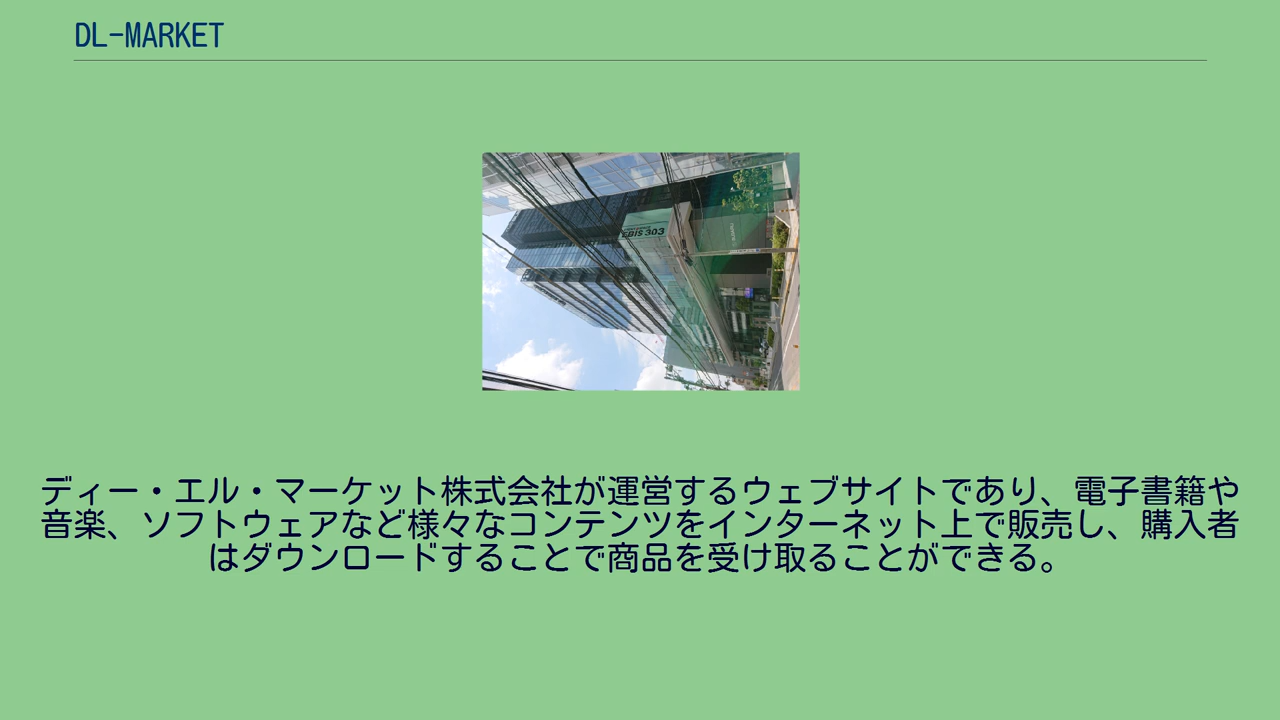 DL-MARKET
EBIS 303
ディー・エル・マーケット株式会社が運営するウェブサイトであり、電子書籍や
音楽、ソフトウェアなど様々なコンテンツをインターネット上で販売し、購入者
はダウンロードすることで商品を受け取ることができる。